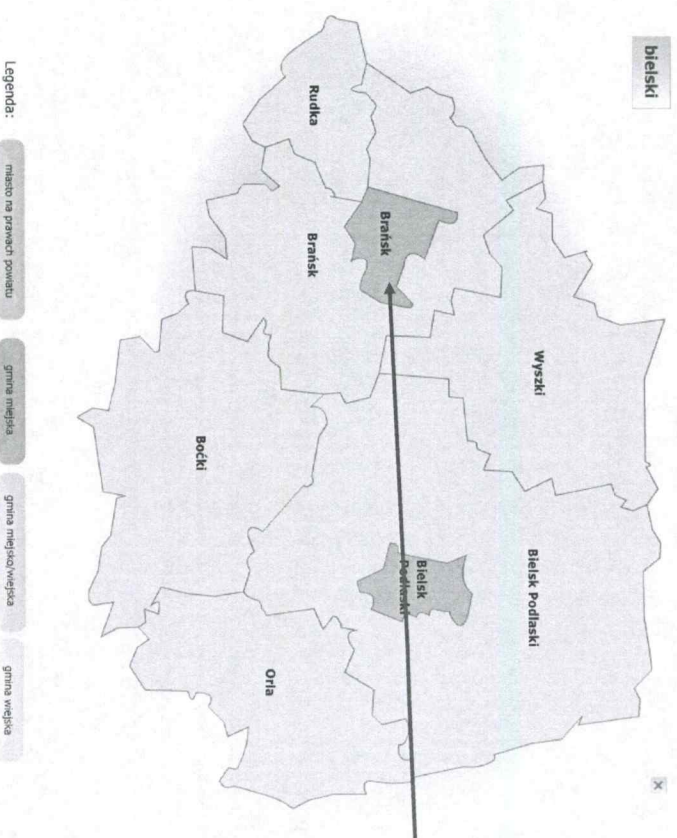 bielski
x
Wyszki
Bielsk Podlaski
Rudka
Brańsk
Brańsk
Bielsk
Podlaski
Boćki
Orla
Legenda:
miasto na prawach powiatu
gmina miejska
gmina miejsko/wiejska
gmina wiejska